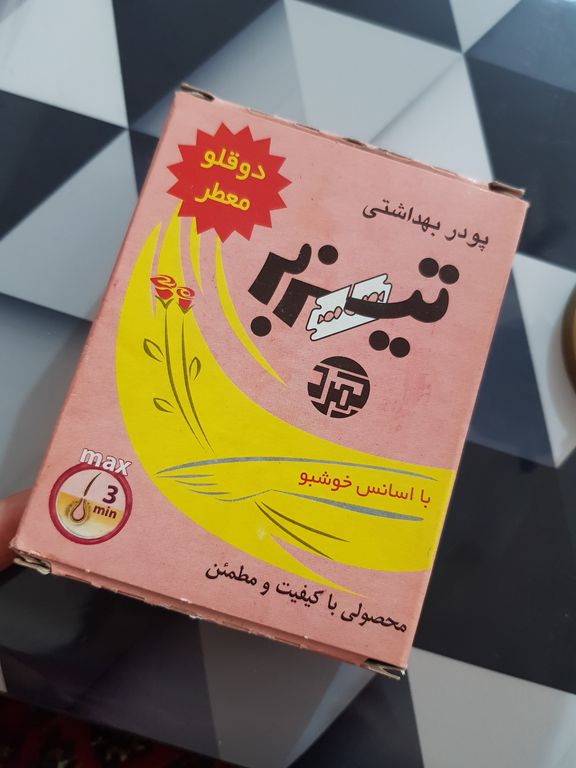 دوقلو
معطر
پودر بهداشتی
تیزبر
با اسانس خوشبو
max
3
min
محصولی با کیفیت و مطمئن